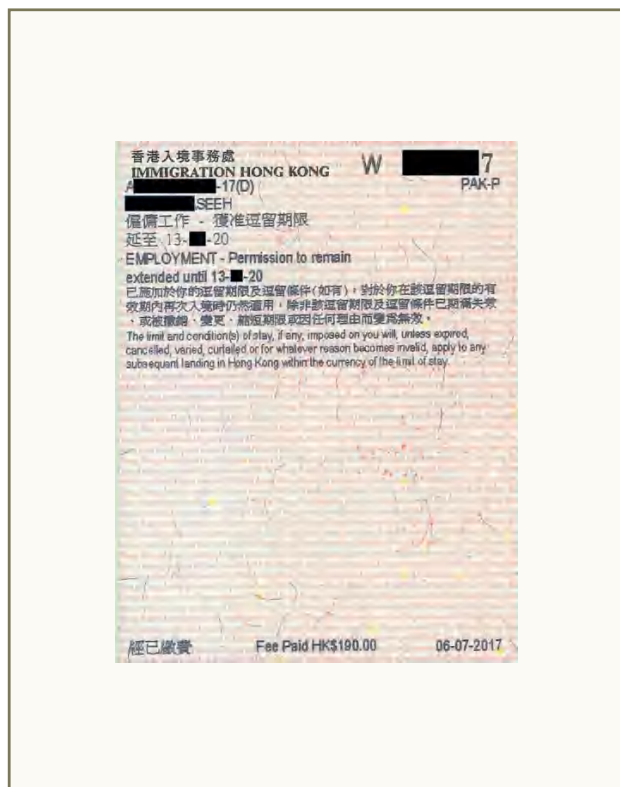 香港入境事務處
IMMIGRATION HONG KONG W 7
A -17(D) PAK-P
SEEH
僱傭工作 - 獲准逗留期限
延至 13- -20
EMPLOYMENT - Permission to remain
extended until 13- -20
已施加於你的逗留期限及逗留條件(如有)，對於你在該逗留期限的有
效期內再次入境時仍然適用，除非該逗留期限及逗留條件已期滿失效
、或被撤銷、變更、縮短期限或因任何理由而變為無效。
The limit and condition(s) of stay, if any, imposed on you will, unless expired,
cancelled, varied, curtailed or for whatever reason becomes invalid, apply to any
subsequent landing in Hong Kong within the currency of the limit of stay.
經已繳費 Fee Paid HK$190.00 06-07-2017